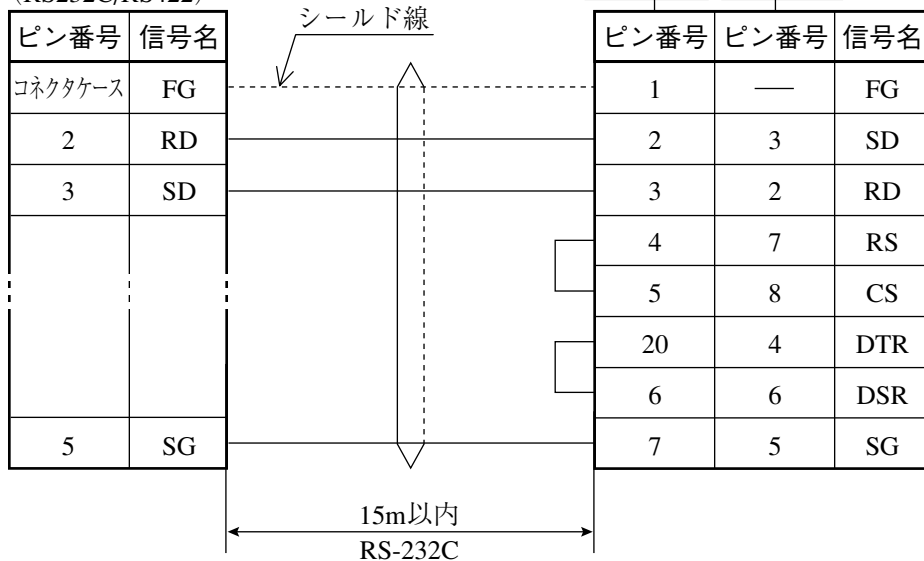 (RS232C/RS422)
シールド線
ピン番号 信号名
コネクタケース FG
2 RD
3 SD
5 SG
ピン番号 ピン番号 信号名
1 — FG
2 3 SD
3 2 RD
4 7 RS
5 8 CS
20 4 DTR
6 6 DSR
7 5 SG
15m以内
RS-232C